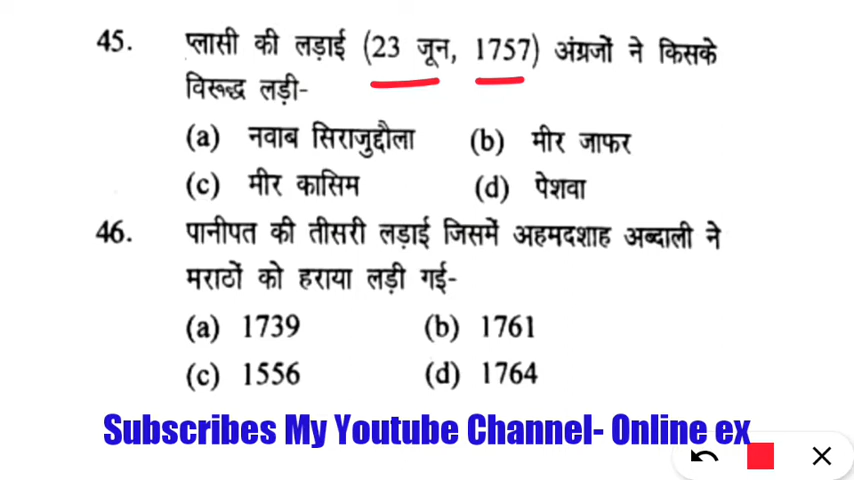 45. प्लासी की लड़ाई (23 जून, 1757) अंग्रजों ने किसके
विरूद्ध लड़ी-
(a) नवाब सिराजुद्दौला (b) मीर जाफर
(c) मीर कासिम (d) पेशवा
46. पानीपत की तीसरी लड़ाई जिसमें अहमदशाह अब्दाली ने
मराठों को हराया लड़ी गई-
(a) 1739 (b) 1761
(c) 1556 (d) 1764
Subscribes My Youtube Channel- Online ex